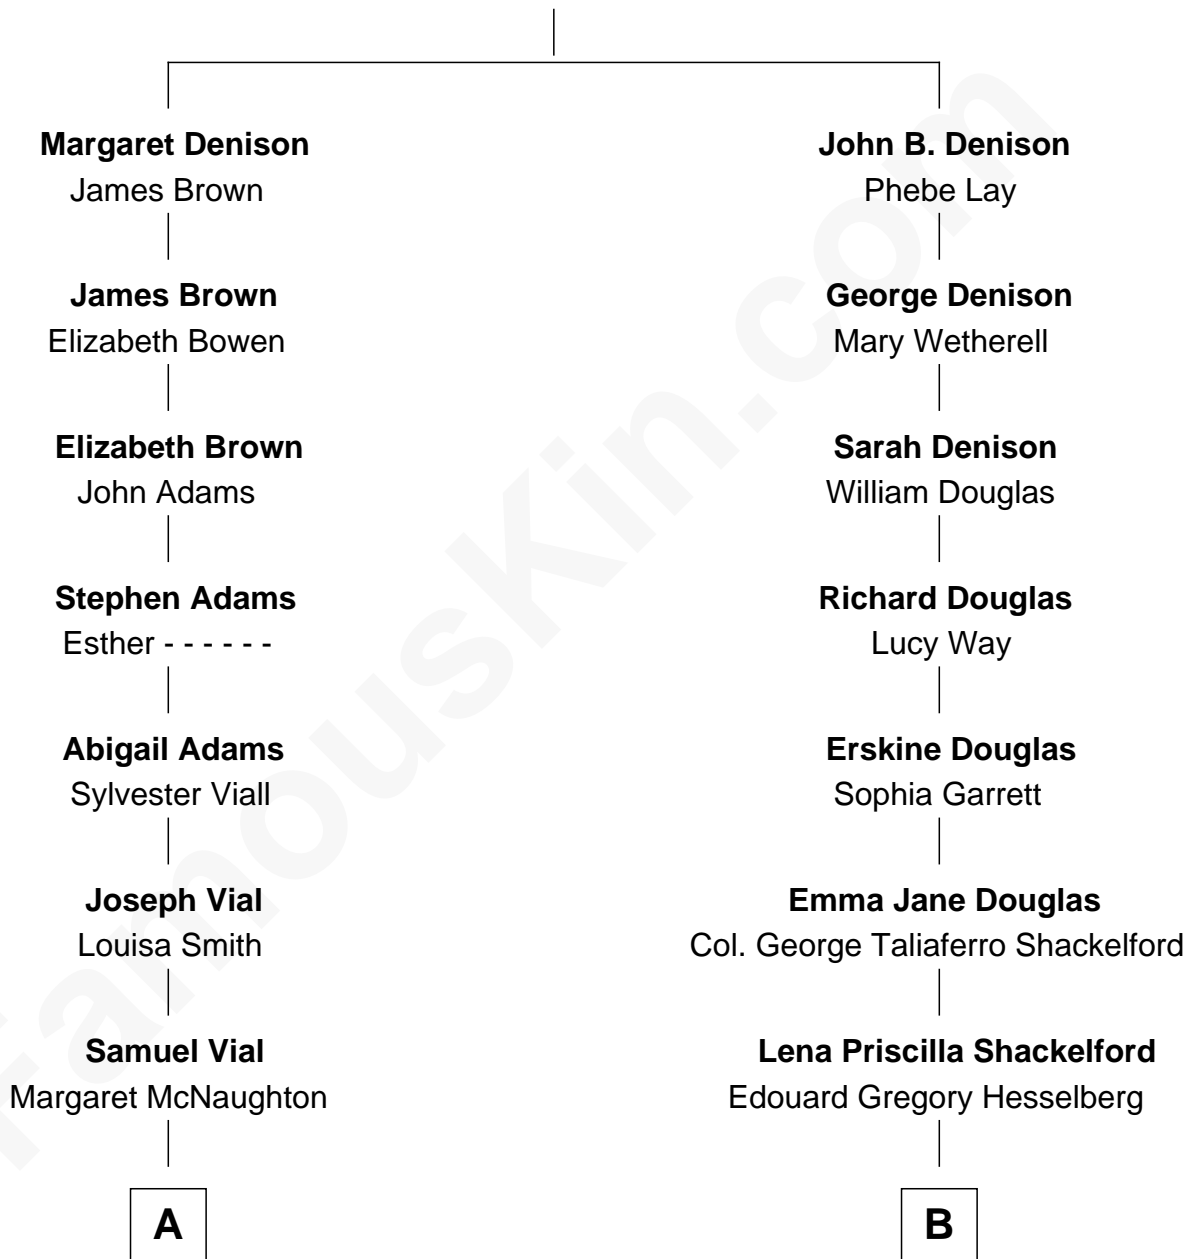 Margaret Denison
James Brown
John B. Denison
Phebe Lay
James Brown
Elizabeth Bowen
George Denison
Mary Wetherell
Elizabeth Brown
John Adams
Sarah Denison
William Douglas
Stephen Adams
Esther - - - - - -
Richard Douglas
Lucy Way
Abigail Adams
Sylvester Viall
Erskine Douglas
Sophia Garrett
Joseph Vial
Louisa Smith
Emma Jane Douglas
Col. George Taliaferro Shackelford
Samuel Vial
Margaret McNaughton
Lena Priscilla Shackelford
Edouard Gregory Hesselberg
A
B
FamousKin.com